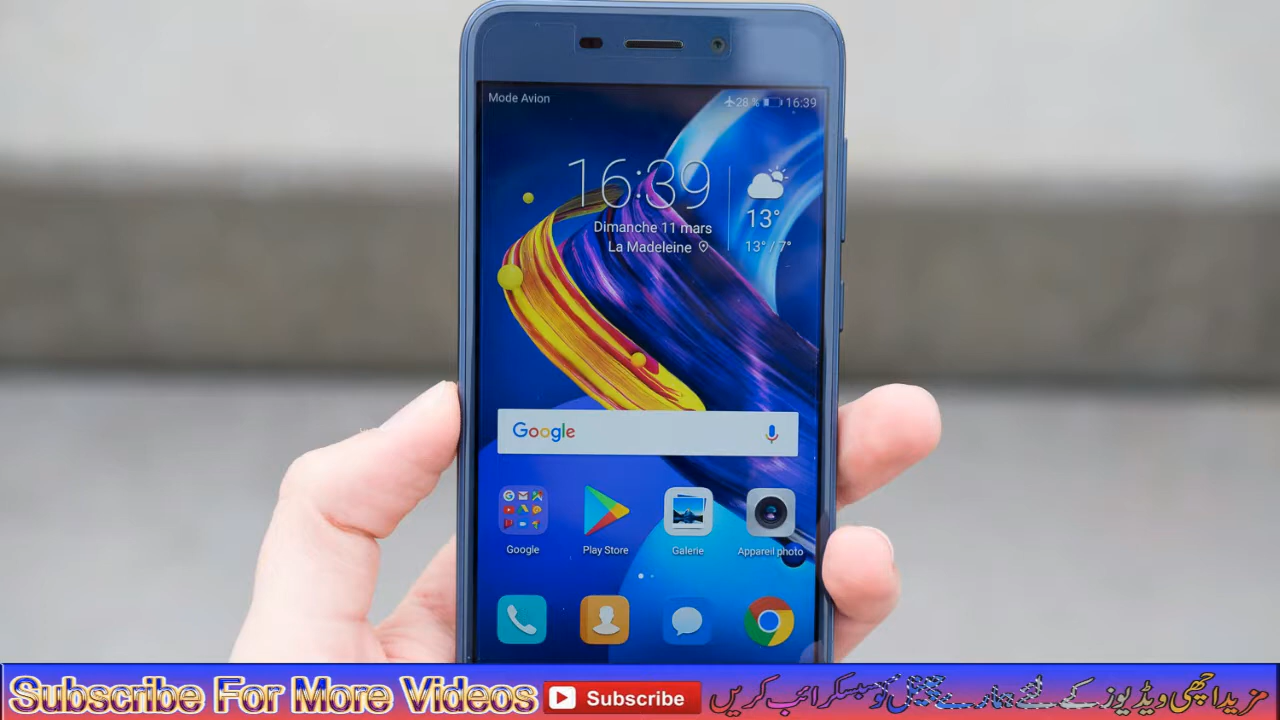 Mode Avion
28 % 16:39
16:39
Dimanche 11 mars
La Madeleine
13°
13° / 7°
Google
Google
Play Store
Galerie
Appareil photo
Subscribe For More Videos
Subscribe
مزید اچھی ویڈیوز کے لئے ہمارے چینل کو سبسکرائب کریں